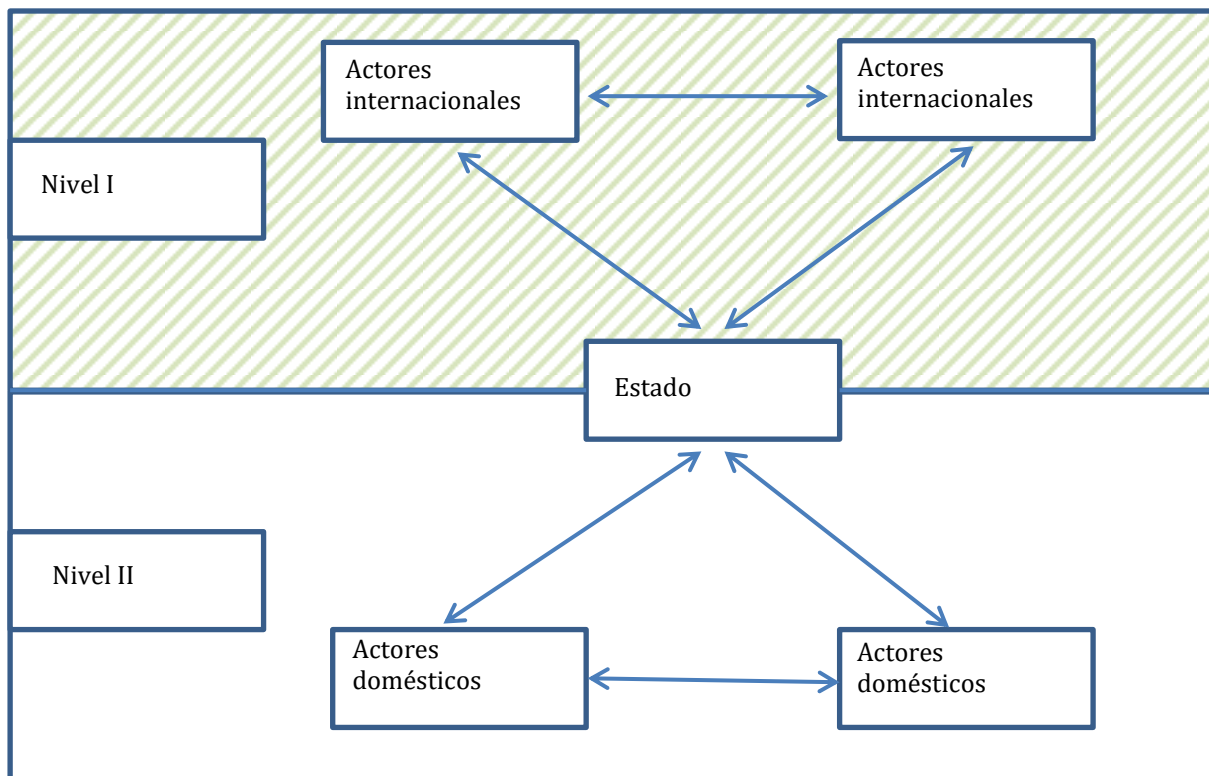 Actores
internacionales
Actores
internacionales
Nivel I
Estado
Nivel II
Actores
domésticos
Actores
domésticos